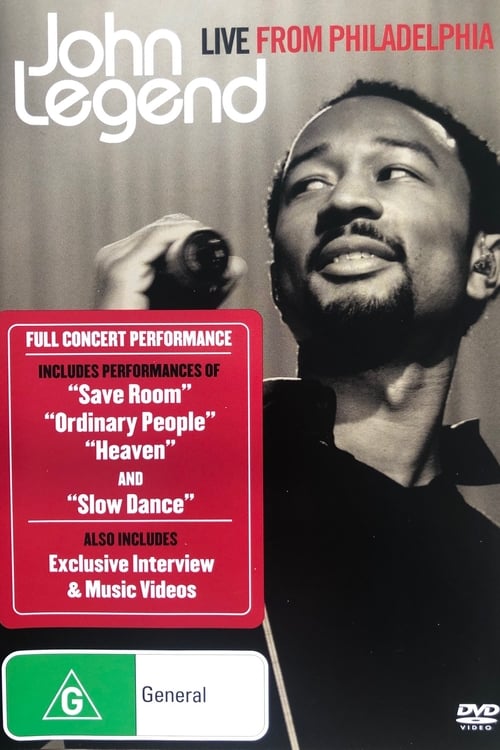 John
Legend
LIVE FROM PHILADELPHIA
FULL CONCERT PERFORMANCE
INCLUDES PERFORMANCES OF
“Save Room”
“Ordinary People”
“Heaven”
AND
“Slow Dance”
ALSO INCLUDES
Exclusive Interview
& Music Videos
G
General
DVD
VIDEO